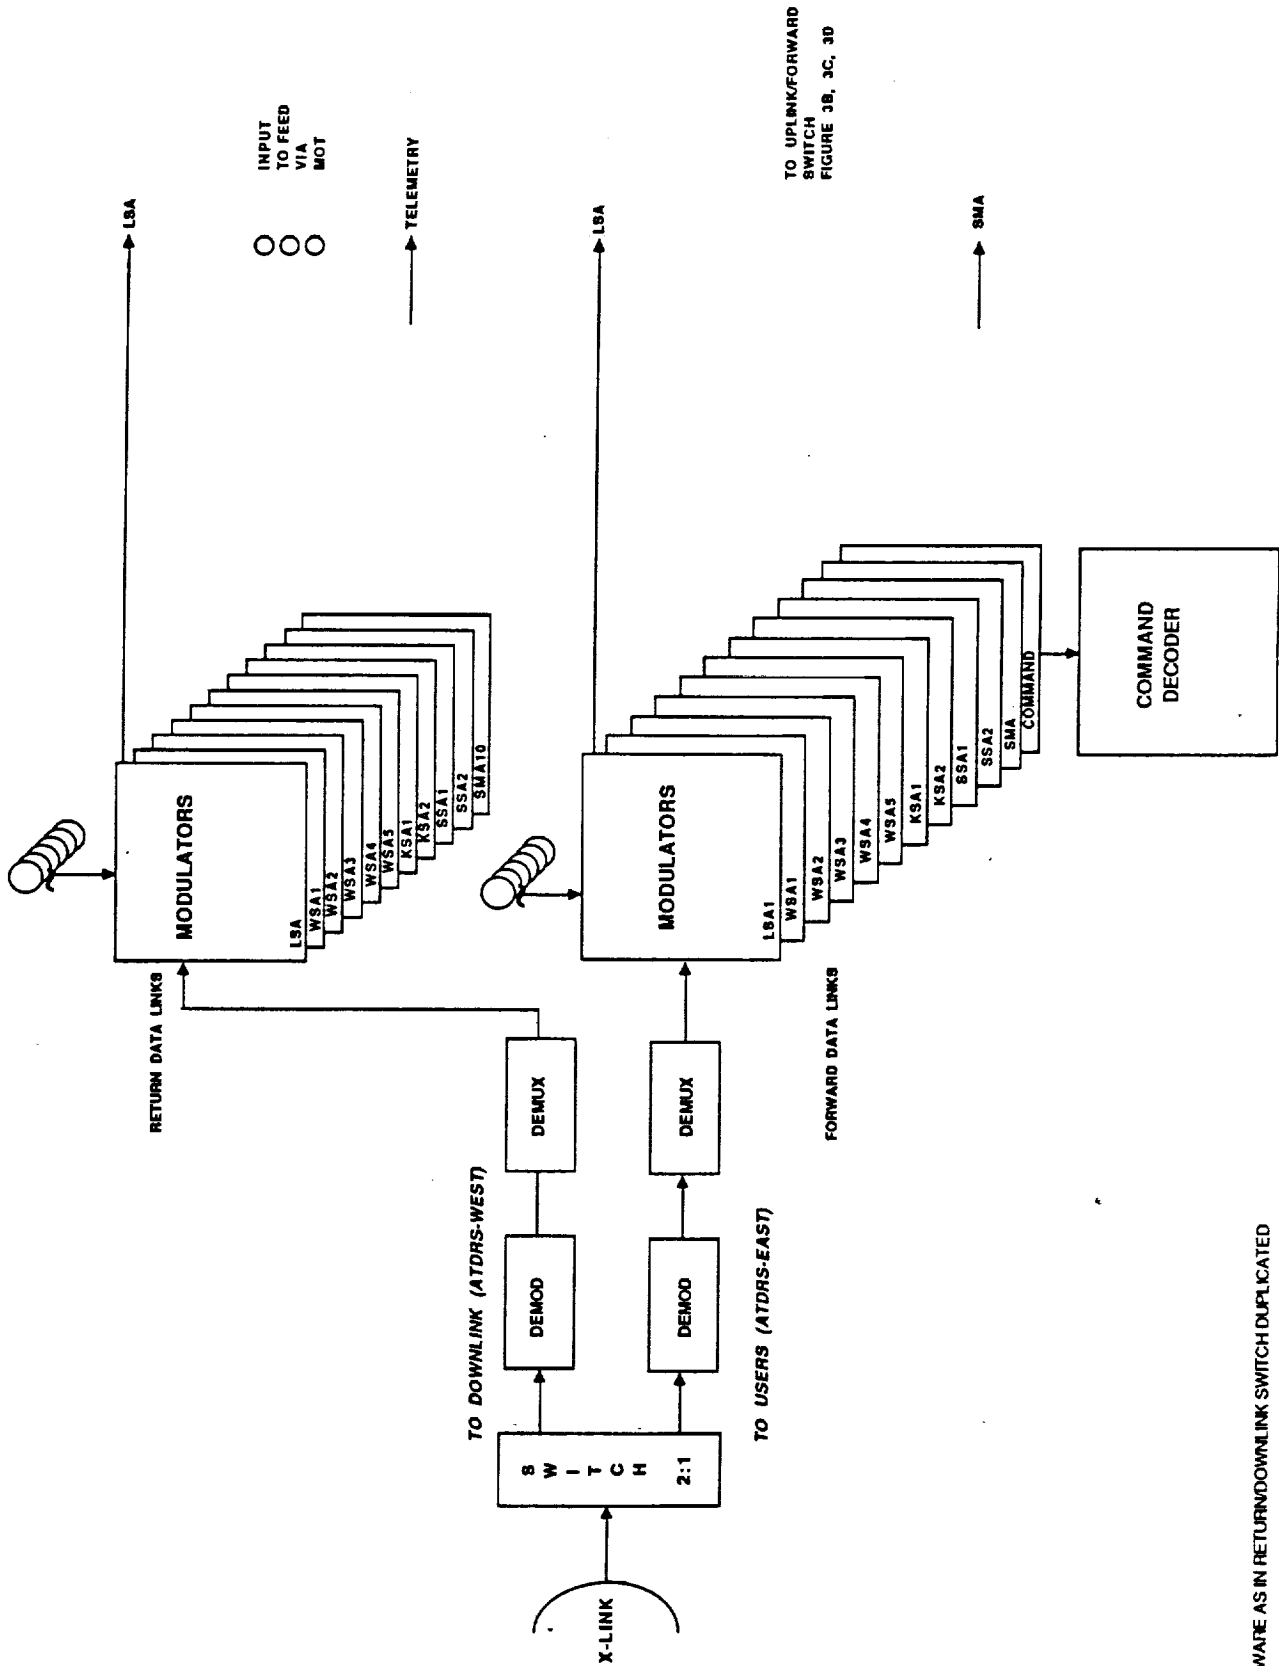 X-LINK
SWITCH
2:1
TO DOWNLINK (ATDRS-WEST)
DEMOD
DEMUX
TO USERS (ATDRS-EAST)
DEMOD
DEMUX
RETURN DATA LINKS
MODULATORS
LSA
WSA1
WSA2
WSA3
WSA4
WSA5
KSA1
KSA2
SSA1
SSA2
SMA10
LSA
INPUT
TO FEED
VIA
MOT
TELEMETRY
FORWARD DATA LINKS
MODULATORS
LSA1
WSA1
WSA2
WSA3
WSA4
WSA5
KSA1
KSA2
SSA1
SSA2
SMA
COMMAND
COMMAND
DECODER
LSA
TO UPLINK/FORWARD
SWITCH
FIGURE 3B, 3C, 3D
SMA
WARE AS IN RETURN/DOWNLINK SWITCH DUPLICATED